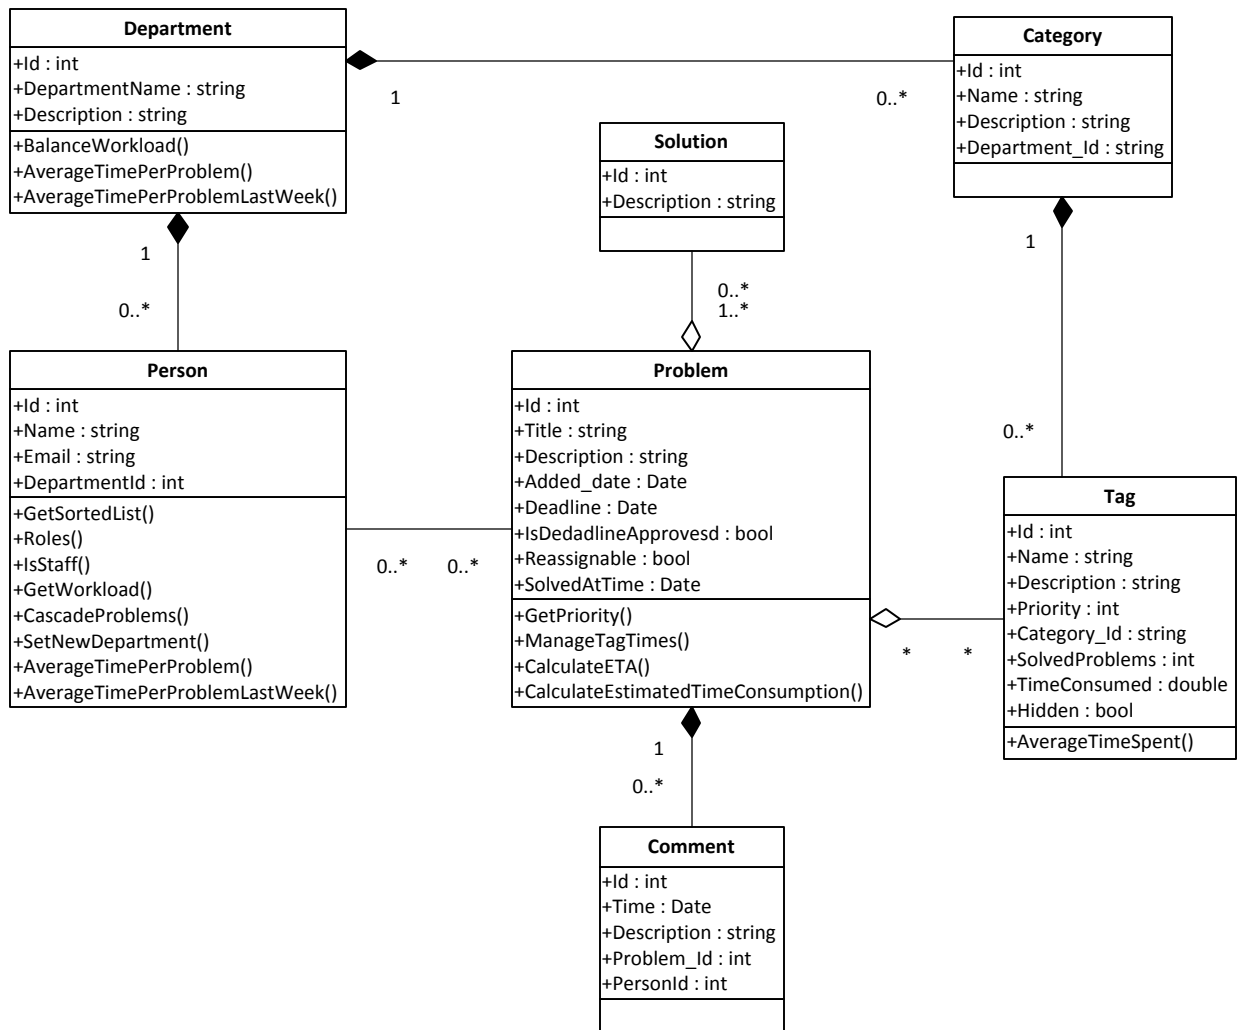 Department
+Id : int
+DepartmentName : string
+Description : string
+BalanceWorkload()
+AverageTimePerProblem()
+AverageTimePerProblemLastWeek()
1
0..*
Category
+Id : int
+Name : string
+Description : string
+Department_Id : string
Solution
+Id : int
+Description : string
1
0..*
0..*
1..*
1
0..*
Person
+Id : int
+Name : string
+Email : string
+DepartmentId : int
+GetSortedList()
+Roles()
+IsStaff()
+GetWorkload()
+CascadeProblems()
+SetNewDepartment()
+AverageTimePerProblem()
+AverageTimePerProblemLastWeek()
0..*
0..*
Problem
+Id : int
+Title : string
+Description : string
+Added_date : Date
+Deadline : Date
+IsDedadlineApprovesd : bool
+Reassignable : bool
+SolvedAtTime : Date
+GetPriority()
+ManageTagTimes()
+CalculateETA()
+CalculateEstimatedTimeConsumption()
*
*
Tag
+Id : int
+Name : string
+Description : string
+Priority : int
+Category_Id : string
+SolvedProblems : int
+TimeConsumed : double
+Hidden : bool
+AverageTimeSpent()
1
0..*
Comment
+Id : int
+Time : Date
+Description : string
+Problem_Id : int
+PersonId : int